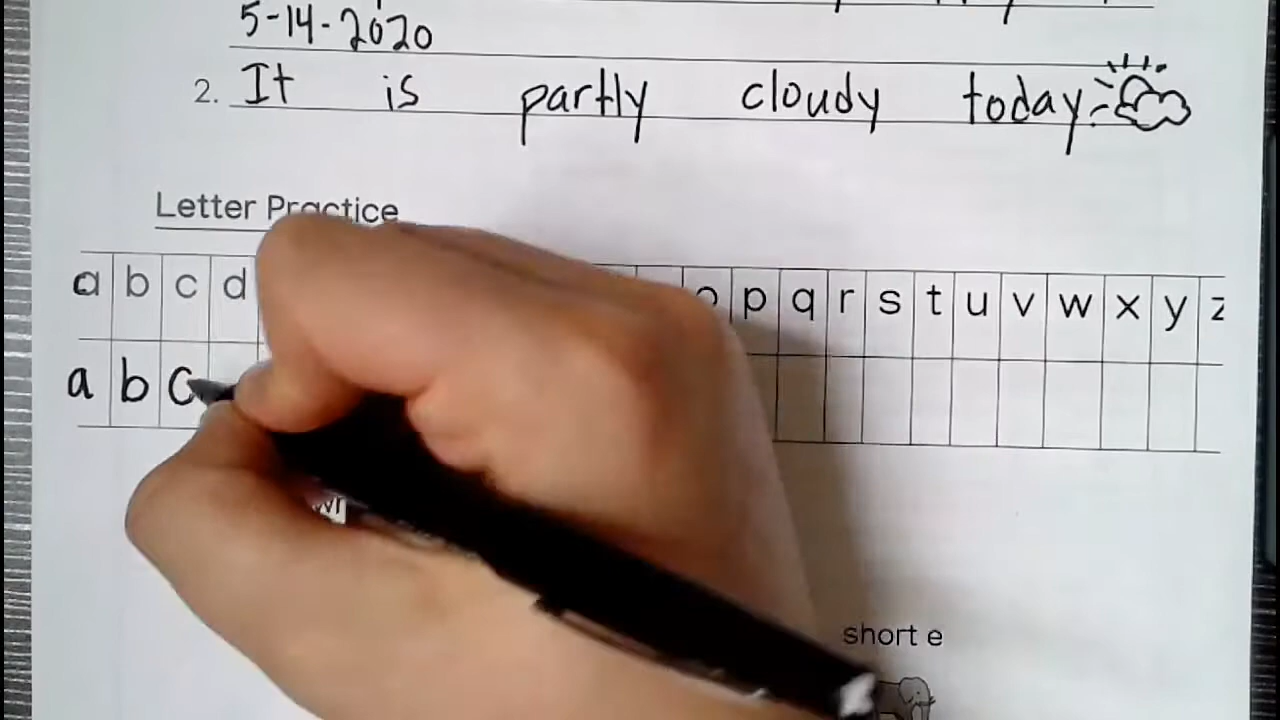 5-14-2020
2. It is partly cloudy today.
Letter Practice
a b c d o p q r s t u v w x y z
a b c
short e